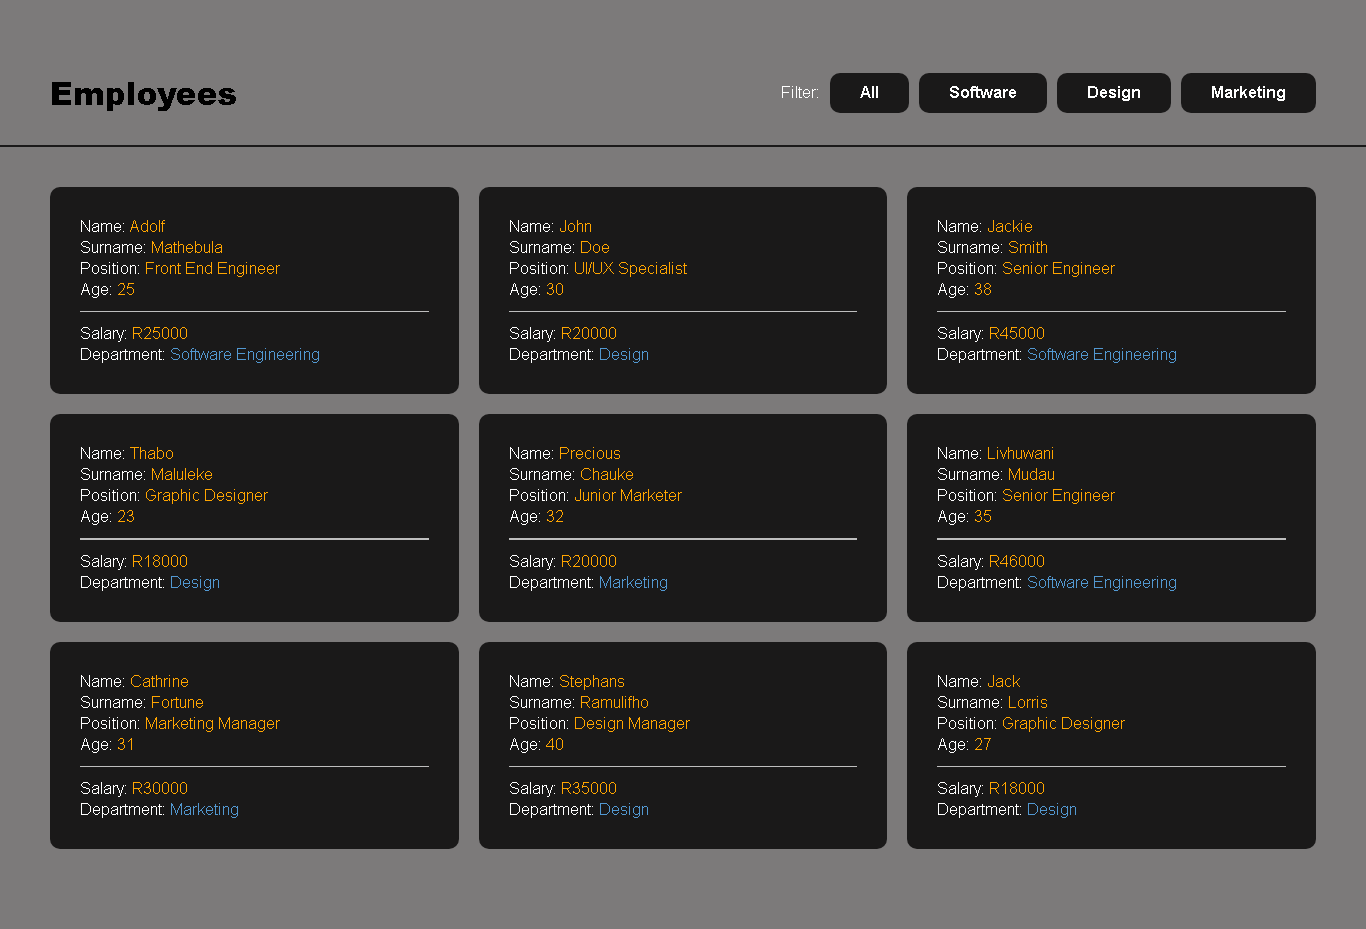 Employees
Filter: All Software Design Marketing
Name: Adolf
Surname: Mathebula
Position: Front End Engineer
Age: 25
Salary: R25000
Department: Software Engineering
Name: John
Surname: Doe
Position: UI/UX Specialist
Age: 30
Salary: R20000
Department: Design
Name: Jackie
Surname: Smith
Position: Senior Engineer
Age: 38
Salary: R45000
Department: Software Engineering
Name: Thabo
Surname: Maluleke
Position: Graphic Designer
Age: 23
Salary: R18000
Department: Design
Name: Precious
Surname: Chauke
Position: Junior Marketer
Age: 32
Salary: R20000
Department: Marketing
Name: Livhuwani
Surname: Mudau
Position: Senior Engineer
Age: 35
Salary: R46000
Department: Software Engineering
Name: Cathrine
Surname: Fortune
Position: Marketing Manager
Age: 31
Salary: R30000
Department: Marketing
Name: Stephans
Surname: Ramulifho
Position: Design Manager
Age: 40
Salary: R35000
Department: Design
Name: Jack
Surname: Lorris
Position: Graphic Designer
Age: 27
Salary: R18000
Department: Design